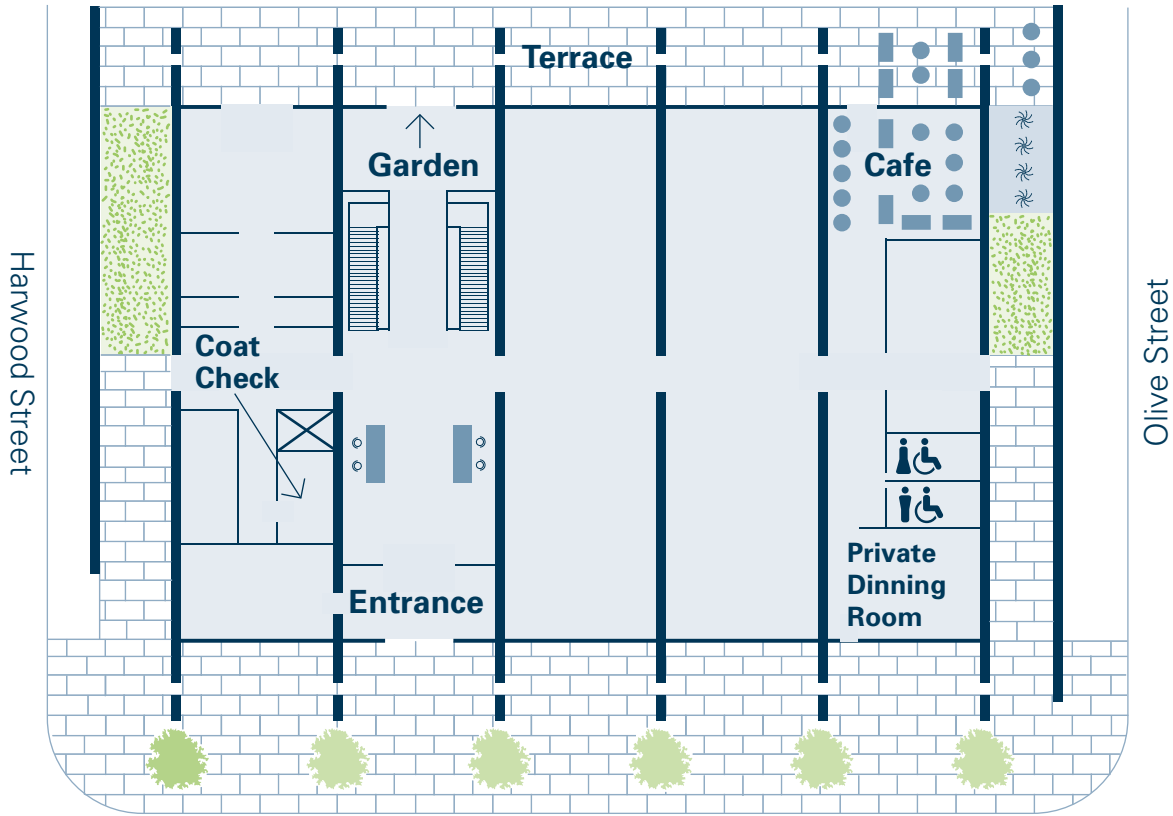 Terrace
Garden
Cafe
Harwood Street
Olive Street
Coat
Check
Private
Dinning
Room
Entrance